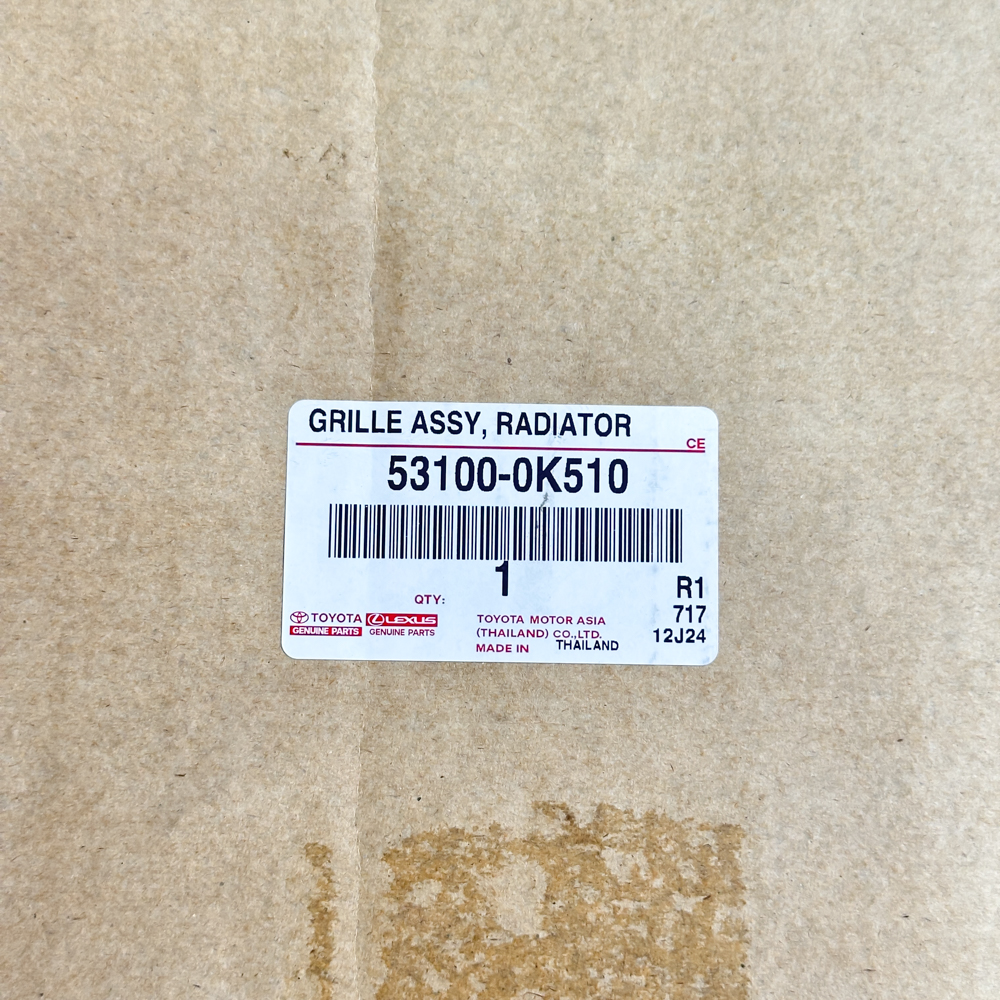 GRILLE ASSY, RADIATOR
CE
53100-0K510
1
QTY:
R1
717
12J24
TOYOTA LEXUS
GENUINE PARTS GENUINE PARTS
TOYOTA MOTOR ASIA
(THAILAND) CO.,LTD.
MADE IN THAILAND